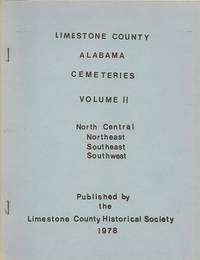 LIMESTONE COUNTY
ALABAMA
CEMETERIES
VOLUME II
North Central
Northeast
Southeast
Southwest
Published by
the
Limestone County Historical Society
1978